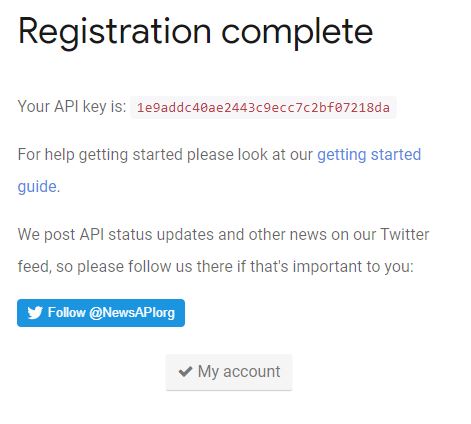 Registration complete
Your API key is: 1e9addc40ae2443c9ecc7c2bf07218da
For help getting started please look at our getting started
guide.
We post API status updates and other news on our Twitter
feed, so please follow us there if that's important to you:
Follow @NewsAPIorg
My account